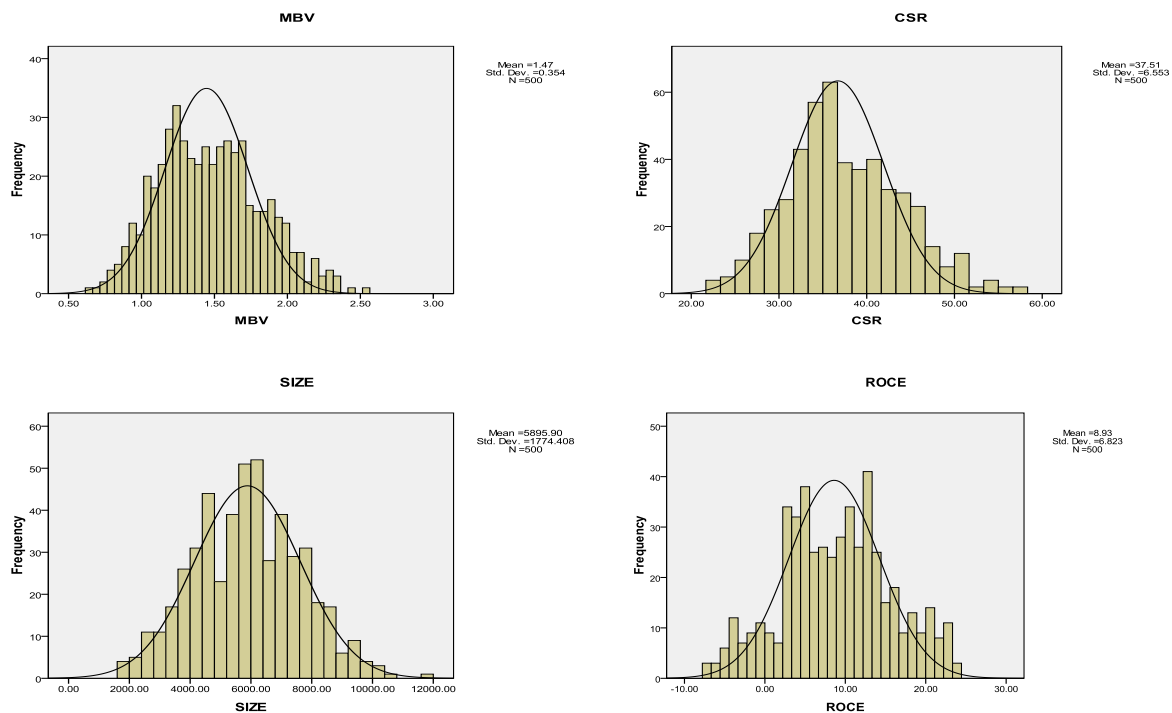 MBV
Mean =1.47
Std. Dev. =0.354
N =500
Frequency
40
30
20
10
0
0.50 1.00 1.50 2.00 2.50 3.00
MBV
CSR
Mean =37.51
Std. Dev. =6.553
N =500
Frequency
60
40
20
0
20.00 30.00 40.00 50.00 60.00
CSR
SIZE
Mean =5895.90
Std. Dev. =1774.408
N =500
Frequency
60
50
40
30
20
10
0
0.00 2000.00 4000.00 6000.00 8000.00 10000.00 12000.00
SIZE
ROCE
Mean =8.93
Std. Dev. =6.823
N =500
Frequency
50
40
30
20
10
0
-10.00 0.00 10.00 20.00 30.00
ROCE